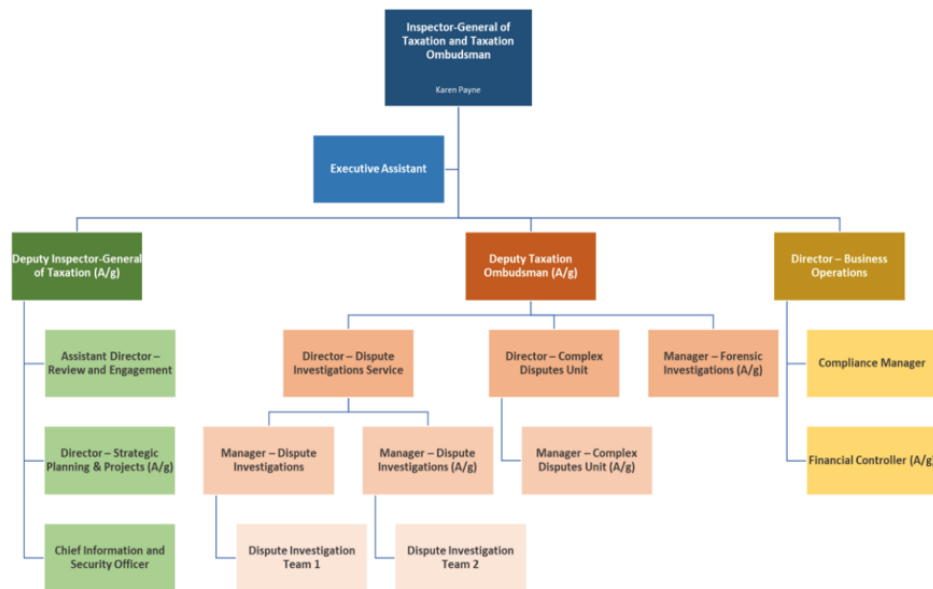 Inspector-General of
Taxation and Taxation
Ombudsman
Karen Payne
Executive Assistant
Deputy Inspector-General
of Taxation (A/g)
Deputy Taxation
Ombudsman (A/g)
Director – Business
Operations
Assistant Director –
Review and Engagement
Director – Dispute
Investigations Service
Director – Complex
Disputes Unit
Manager – Forensic
Investigations (A/g)
Compliance Manager
Director – Strategic
Planning & Projects (A/g)
Manager – Dispute
Investigations
Manager – Dispute
Investigations (A/g)
Manager – Complex
Disputes Unit (A/g)
Financial Controller (A/g)
Chief Information and
Security Officer
Dispute Investigation
Team 1
Dispute Investigation
Team 2